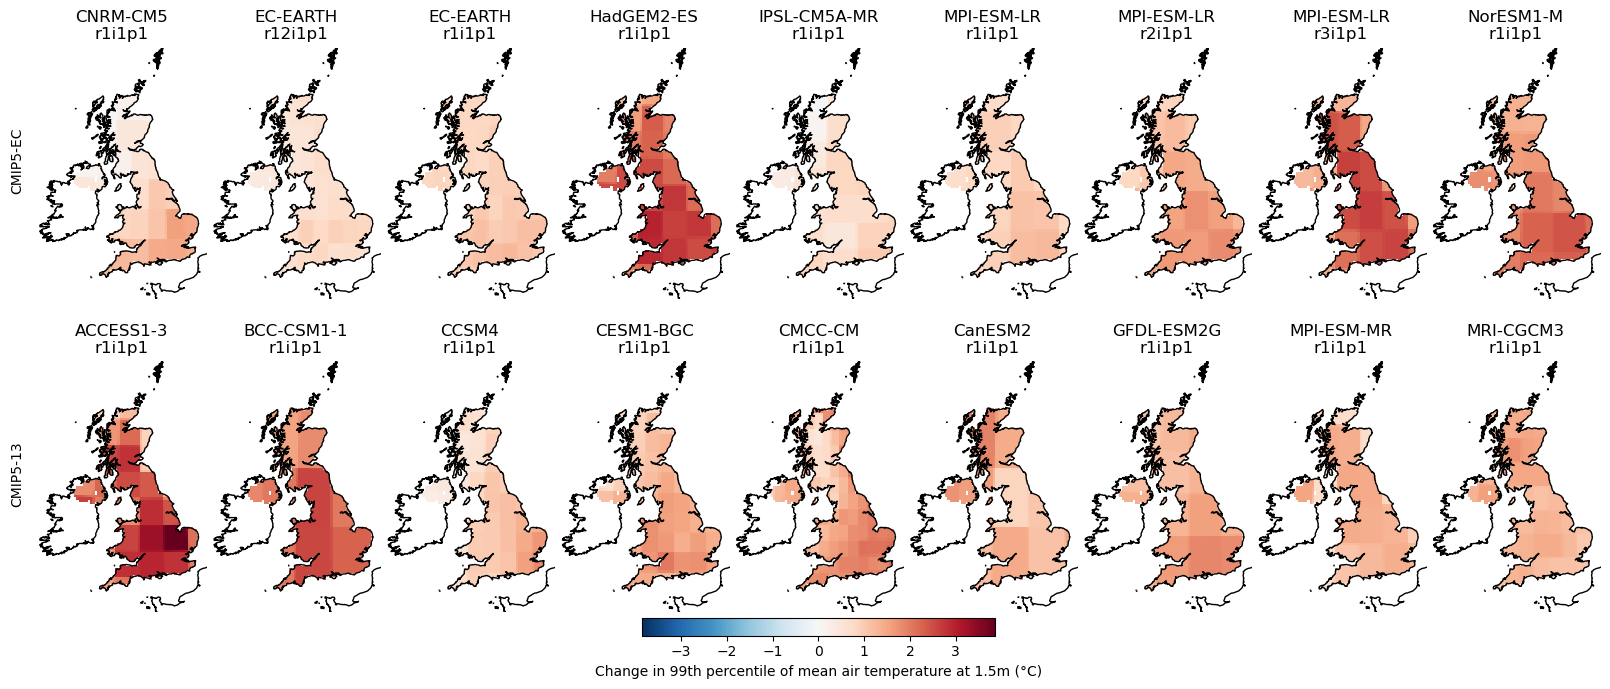 CNRM-CM5
r1i1p1
EC-EARTH
r12i1p1
EC-EARTH
r1i1p1
HadGEM2-ES
r1i1p1
IPSL-CM5A-MR
r1i1p1
MPI-ESM-LR
r1i1p1
MPI-ESM-LR
r2i1p1
MPI-ESM-LR
r3i1p1
NorESM1-M
r1i1p1
CMIP5-EC
ACCESS1-3
r1i1p1
BCC-CSM1-1
r1i1p1
CCSM4
r1i1p1
CESM1-BGC
r1i1p1
CMCC-CM
r1i1p1
CanESM2
r1i1p1
GFDL-ESM2G
r1i1p1
MPI-ESM-MR
r1i1p1
MRI-CGCM3
r1i1p1
CMIP5-13
−3 −2 −1 0 1 2 3
Change in 99th percentile of mean air temperature at 1.5m (°C)